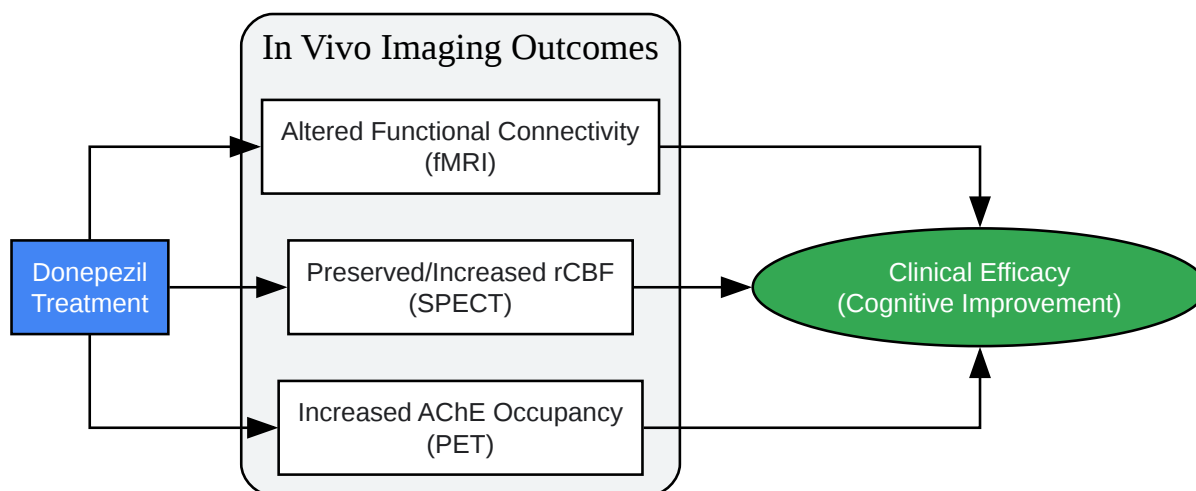 In Vivo Imaging Outcomes
Altered Functional Connectivity
(fMRI)
Donepezil
Treatment
Preserved/Increased rCBF
(SPECT)
Clinical Efficacy
(Cognitive Improvement)
Increased AChE Occupancy
(PET)